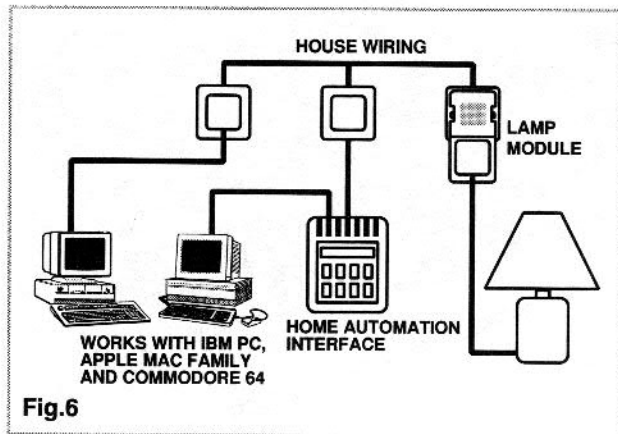 HOUSE WIRING
LAMP
MODULE
HOME AUTOMATION
INTERFACE
WORKS WITH IBM PC,
APPLE MAC FAMILY
AND COMMODORE 64
Fig.6